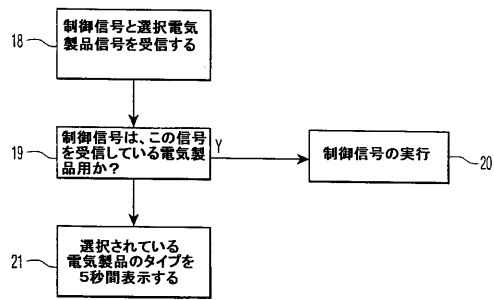 18
制御信号と選択電気
製品信号を受信する
19
制御信号は、この信号
を受信している電気製
品用か？
Y
制御信号の実行
20
21
選択されている
電気製品のタイプを
5秒間表示する